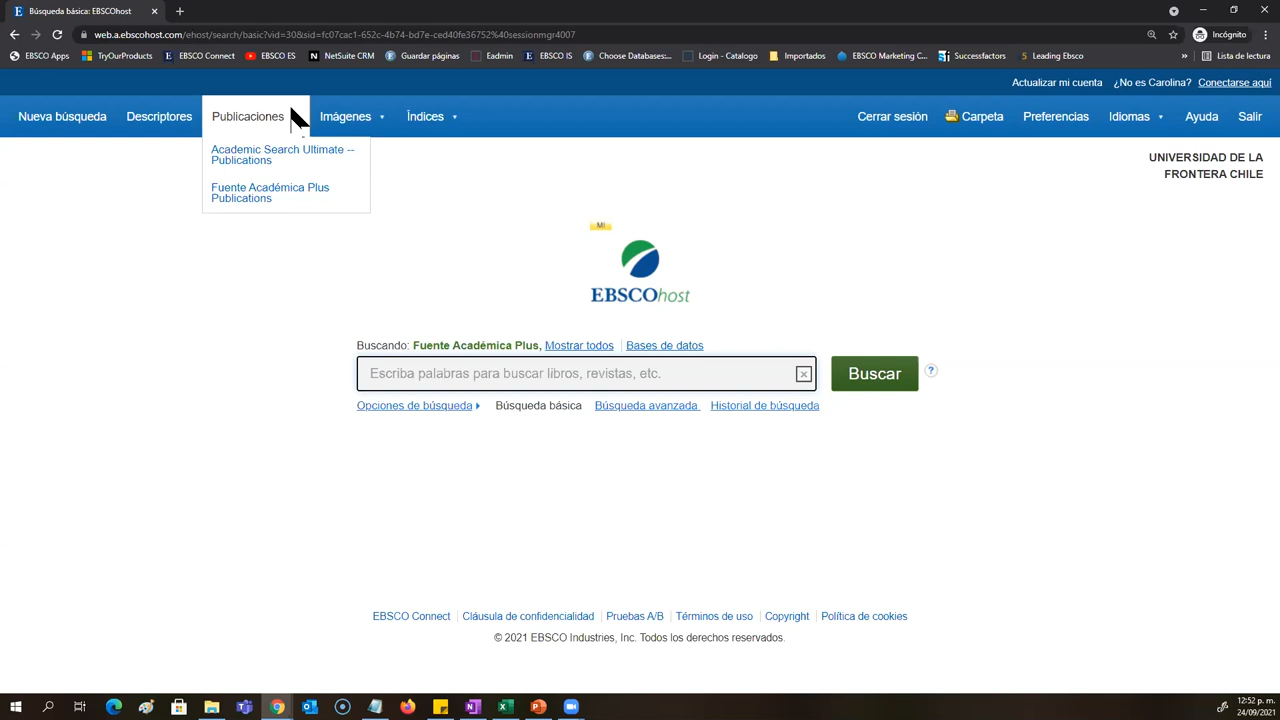 Búsqueda básica: EBSCOhost
web.a.ebscohost.com/ehost/search/basic?vid=30&sid=fc07cac1-652c-4b74-bd7e-ced40fe36752%40sessionmgr4007
Incógnito
EBSCO Apps TryOurProducts EBSCO Connect YouTube ES NetSuite CRM Guardar páginas Eadmin EBSCO IS Choose Databases:... Login - Catalogo Importados EBSCO Marketing C... Successfactors Leading Ebsco » Lista de lectura
Actualizar mi cuenta ¿No es Carolina? Conectarse aquí
Nueva búsqueda Descriptores Publicaciones Imágenes Índices Cerrar sesión Carpeta Preferencias Idiomas Ayuda Salir
Academic Search Ultimate --
Publications
Fuente Académica Plus
Publications
UNIVERSIDAD DE LA
FRONTERA CHILE
MI
EBSCOhost
Buscando: Fuente Académica Plus, Mostrar todos Bases de datos
Escriba palabras para buscar libros, revistas, etc.
Buscar ?
Opciones de búsqueda Búsqueda básica Búsqueda avanzada Historial de búsqueda
EBSCO Connect Cláusula de confidencialidad Pruebas A/B Términos de uso Copyright Política de cookies
© 2021 EBSCO Industries, Inc. Todos los derechos reservados.
12:52 p. m.
24/09/2021